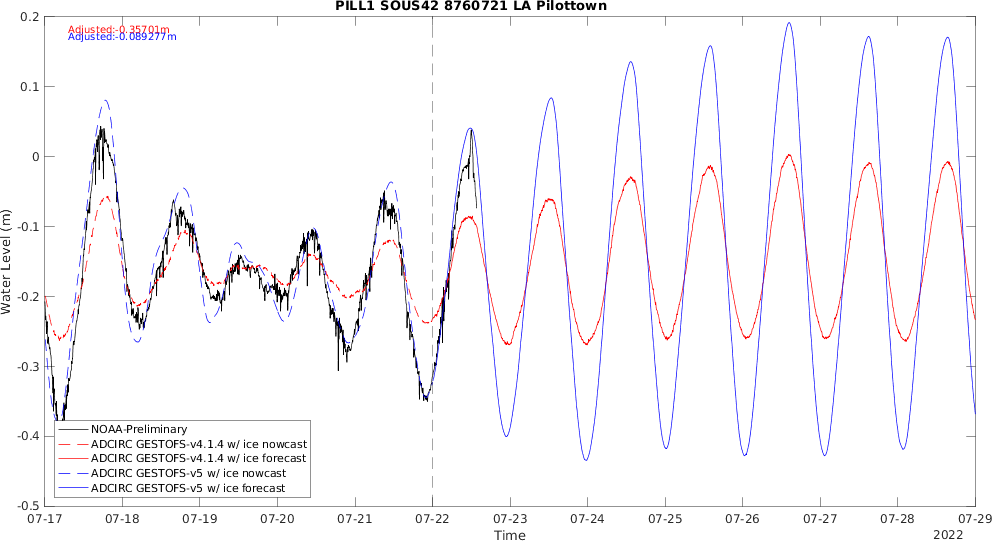 PILL1 SOUS42 8760721 LA Pilottown
Adjusted:-0.35701m
Adjusted:-0.089277m
0.2
0.1
0
-0.1
-0.2
-0.3
-0.4
-0.5
Water Level (m)
NOAA-Preliminary
ADCIRC GESTOFS-v4.1.4 w/ ice nowcast
ADCIRC GESTOFS-v4.1.4 w/ ice forecast
ADCIRC GESTOFS-v5 w/ ice nowcast
ADCIRC GESTOFS-v5 w/ ice forecast
07-17 07-18 07-19 07-20 07-21 07-22 07-23 07-24 07-25 07-26 07-27 07-28 07-29
Time
2022